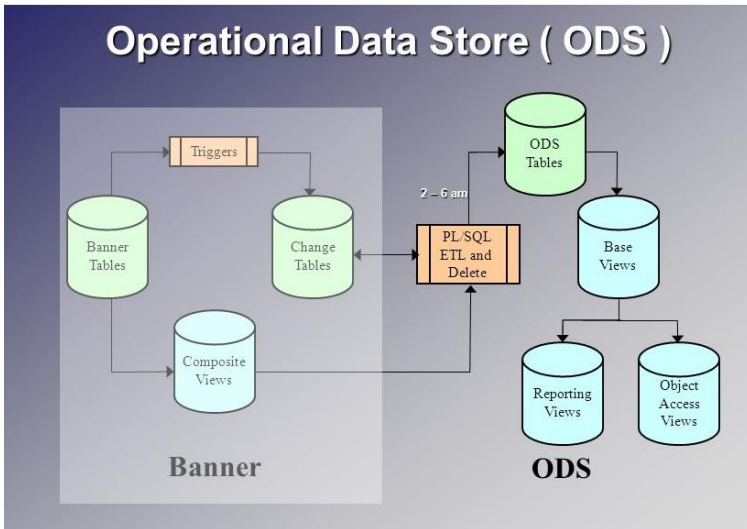 Operational Data Store ( ODS )
Triggers
Banner
Tables
Change
Tables
Composite
Views
Banner
2 – 6 am
PL/SQL
ETL and
Delete
ODS
Tables
Base
Views
Reporting
Views
Object
Access
Views
ODS